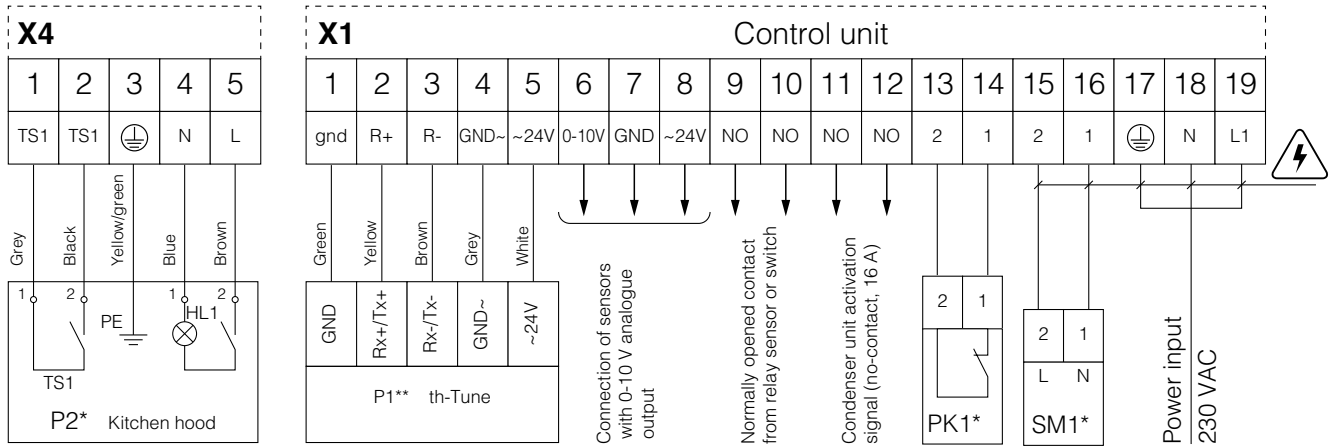 X4
1 2 3 4 5
TS1 TS1 N L
Grey
Black
Yellow/green
Blue
Brown
1 2 1 2
PE
HL1
TS1
P2* Kitchen hood
X1 Control unit
1 2 3 4 5 6 7 8 9 10 11 12 13 14 15 16 17 18 19
gnd R+ R- GND~ ~24V 0-10V GND ~24V NO NO NO NO 2 1 2 1 N L1
Green
Yellow
Brown
Grey
White
GND
Rx+/Tx+
Rx-/Tx-
GND~
~24V
P1** th-Tune
Connection of sensors
with 0-10 V analogue
output
Normally opened contact
from relay sensor or switch
Condenser unit activation
signal (no-contact, 16 A)
2 1
PK1*
2 1
L N
SM1*
Power input
230 VAC